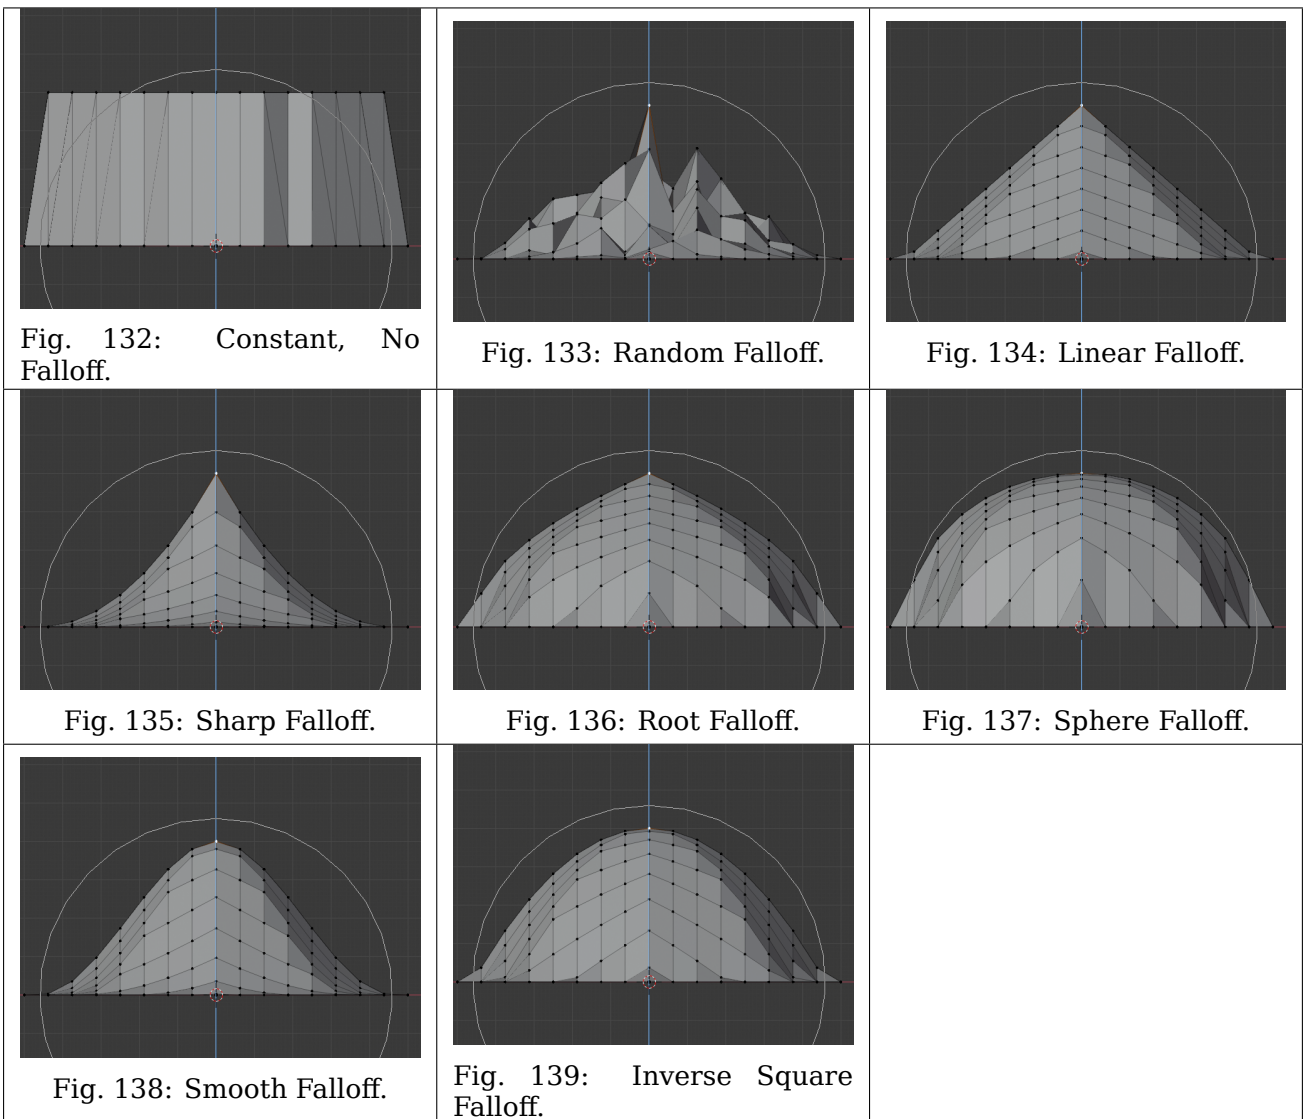 Fig. 132: Constant, No
Falloff.
Fig. 133: Random Falloff.
Fig. 134: Linear Falloff.
Fig. 135: Sharp Falloff.
Fig. 136: Root Falloff.
Fig. 137: Sphere Falloff.
Fig. 138: Smooth Falloff.
Fig. 139: Inverse Square
Falloff.